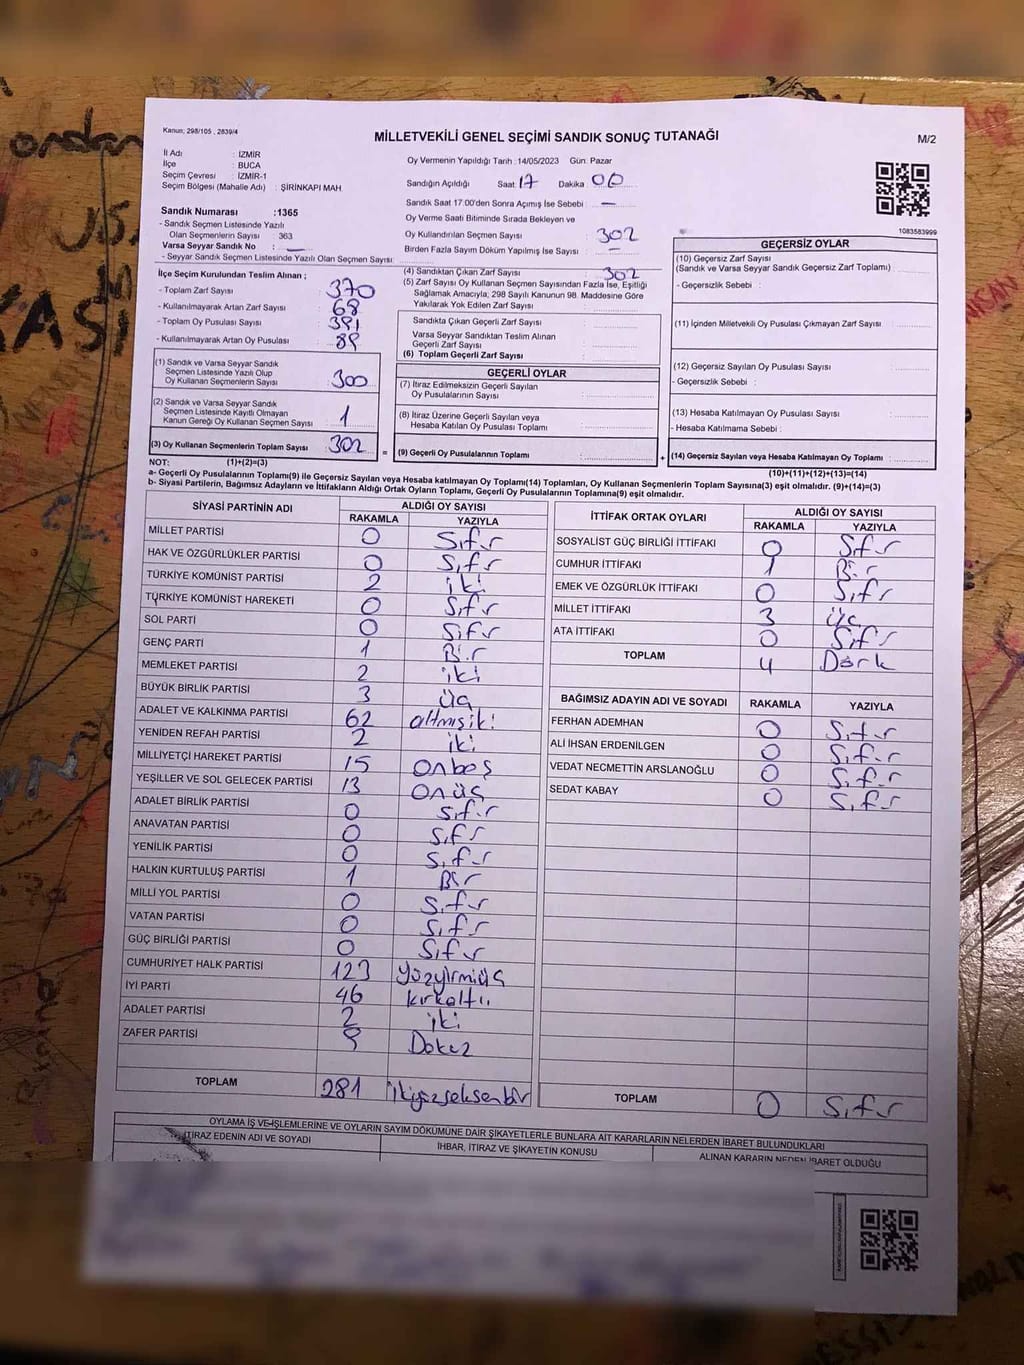 Kanun; 298/105 , 2839/4
MİLLETVEKİLİ GENEL SEÇİMİ SANDIK SONUÇ TUTANAĞI
M/2
İl Adı : İZMİR
İlçe : BUCA
Seçim Çevresi : İZMİR-1
Seçim Bölgesi (Mahalle Adı) : ŞİRİNKAPI MAH
Oy Vermenin Yapıldığı Tarih : 14/05/2023 Gün: Pazar
Sandığın Açıldığı Saat : 17 Dakika : 00
Sandık Saat 17:00'den Sonra Açımış İse Sebebi : —
Oy Verme Saati Bitiminde Sırada Bekleyen ve
Oy Kullandırılan Seçmen Sayısı : 302
Birden Fazla Sayım Döküm Yapılmış İse Sayısı : —
1083583999
Sandık Numarası :1365
- Sandık Seçmen Listesinde Yazılı
Olan Seçmenlerin Sayısı : 363
Varsa Seyyar Sandık No : —
- Seyyar Sandık Seçmen Listesinde Yazılı Olan Seçmen Sayısı :
İlçe Seçim Kurulundan Teslim Alınan ;
- Toplam Zarf Sayısı : 370
- Kullanılmayarak Artan Zarf Sayısı : 68
- Toplam Oy Pusulası Sayısı : 391
- Kullanılmayarak Artan Oy Pusulası : 89
(1) Sandık ve Varsa Seyyar Sandık
Seçmen Listesinde Yazılı Olup
Oy Kullanan Seçmenlerin Sayısı : 300
(2) Sandık ve Varsa Seyyar Sandık
Seçmen Listesinde Kayıtlı Olmayan
Kanun Gereği Oy Kullanan Seçmen Sayısı : 1
(3) Oy Kullanan Seçmenlerin Toplam Sayısı : 302
(4) Sandıktan Çıkan Zarf Sayısı : 302
(5) Zarf Sayısı Oy Kullanan Seçmen Sayısından Fazla İse, Eşitliği
Sağlamak Amacıyla; 298 Sayılı Kanunun 98. Maddesine Göre
Yakılarak Yok Edilen Zarf Sayısı :
Sandıkta Çıkan Geçerli Zarf Sayısı :
Varsa Seyyar Sandıktan Teslim Alınan
Geçerli Zarf Sayısı :
(6) Toplam Geçerli Zarf Sayısı :
GEÇERLİ OYLAR
(7) İtiraz Edilmeksizin Geçerli Sayılan
Oy Pusulalarının Sayısı :
(8) İtiraz Üzerine Geçerli Sayılan veya
Hesaba Katılan Oy Pusulası Toplamı :
= (9) Geçerli Oy Pusulalarının Toplamı :
GEÇERSİZ OYLAR
(10) Geçersiz Zarf Sayısı
(Sandık ve Varsa Seyyar Sandık Geçersiz Zarf Toplamı) :
- Geçersizlik Sebebi :
(11) İçinden Milletvekili Oy Pusulası Çıkmayan Zarf Sayısı :
(12) Geçersiz Sayılan Oy Pusulası Sayısı :
- Geçersizlik Sebebi :
(13) Hesaba Katılmayan Oy Pusulası Sayısı :
- Hesaba Katılmama Sebebi :
+ (14) Geçersiz Sayılan veya Hesaba Katılmayan Oy Toplamı :
NOT: (1)+(2)=(3)
(10)+(11)+(12)+(13)=(14)
a- Geçerli Oy Pusulaları Toplamı(9) ile Geçersiz Sayılan veya Hesaba katılmayan Oy Toplamı(14) Toplamları, Oy Kullanan Seçmenlerin Toplam Sayısına(3) eşit olmalıdır. (9)+(14)=(3)
b- Siyasi Partilerin, Bağımsız Adayların ve İttifakların Aldığı Ortak Oyların Toplamı, Geçerli Oy Pusulalarının Toplamına(9) eşit olmalıdır.
SİYASİ PARTİNİN ADI ALDIĞI OY SAYISI
RAKAMLA YAZIYLA
MİLLET PARTİSİ 0 Sıfır
HAK VE ÖZGÜRLÜKLER PARTİSİ 0 Sıfır
TÜRKİYE KOMÜNİST PARTİSİ 2 iki
TÜRKİYE KOMÜNİST HAREKETİ 0 Sıfır
SOL PARTİ 0 Sıfır
GENÇ PARTİ 1 Bir
MEMLEKET PARTİSİ 2 iki
BÜYÜK BİRLİK PARTİSİ 3 üç
ADALET VE KALKINMA PARTİSİ 62 altmışiki
YENİDEN REFAH PARTİSİ 2 iki
MİLLİYETÇİ HAREKET PARTİSİ 15 onbeş
YEŞİLLER VE SOL GELECEK PARTİSİ 13 onüç
ADALET BİRLİK PARTİSİ 0 Sıfır
ANAVATAN PARTİSİ 0 Sıfır
YENİLİK PARTİSİ 0 Sıfır
HALKIN KURTULUŞ PARTİSİ 1 Bir
MİLLİ YOL PARTİSİ 0 Sıfır
VATAN PARTİSİ 0 Sıfır
GÜÇ BİRLİĞİ PARTİSİ 0 Sıfır
CUMHURİYET HALK PARTİSİ 123 yüzyirmiüç
İYİ PARTİ 46 kırkaltı
ADALET PARTİSİ 2 iki
ZAFER PARTİSİ 9 Dokuz
TOPLAM 281 ikiyüzseksenbir
İTTİFAK ORTAK OYLARI ALDIĞI OY SAYISI
RAKAMLA YAZIYLA
SOSYALİST GÜÇ BİRLİĞİ İTTİFAKI 0 Sıfır
CUMHUR İTTİFAKI 1 Bir
EMEK VE ÖZGÜRLÜK İTTİFAKI 0 Sıfır
MİLLET İTTİFAKI 3 üç
ATA İTTİFAKI 0 Sıfır
TOPLAM 4 Dört
BAĞIMSIZ ADAYIN ADI VE SOYADI RAKAMLA YAZIYLA
FERHAN ADEMHAN 0 Sıfır
ALİ İHSAN ERDENİLGEN 0 Sıfır
VEDAT NECMETTİN ARSLANOĞLU 0 Sıfır
SEDAT KABAY 0 Sıfır
TOPLAM 0 Sıfır
OYLAMA İŞ VE İŞLEMLERİNE VE OYLARIN SAYIM DÖKÜMÜNE DAİR ŞİKAYETLERLE BUNLARA AİT KARARLARIN NELERDEN İBARET BULUNDUKLARI
İTİRAZ EDENİN ADI VE SOYADI
İHBAR, İTİRAZ VE ŞİKAYETİN KONUSU
ALINAN KARARIN NEDEN İBARET OLDUĞU